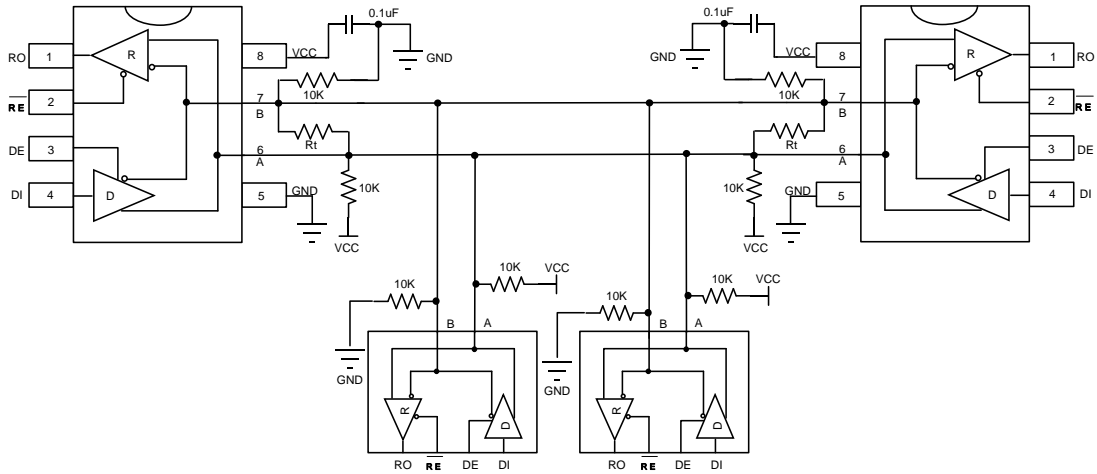 0.1uF
GND
RO 1
R
8 VCC
10K
RE 2
7
B
Rt
DE 3
6
A
DI 4
D
5 GND
10K
VCC
0.1uF
GND
VCC 8
R
1 RO
10K
7
B
2 RE
Rt
6
A
3 DE
10K
GND 5
D
4 DI
VCC
10K
10K
VCC
B A
GND
R
D
RO RE DE DI
10K
10K
VCC
B A
GND
R
D
RO RE DE DI